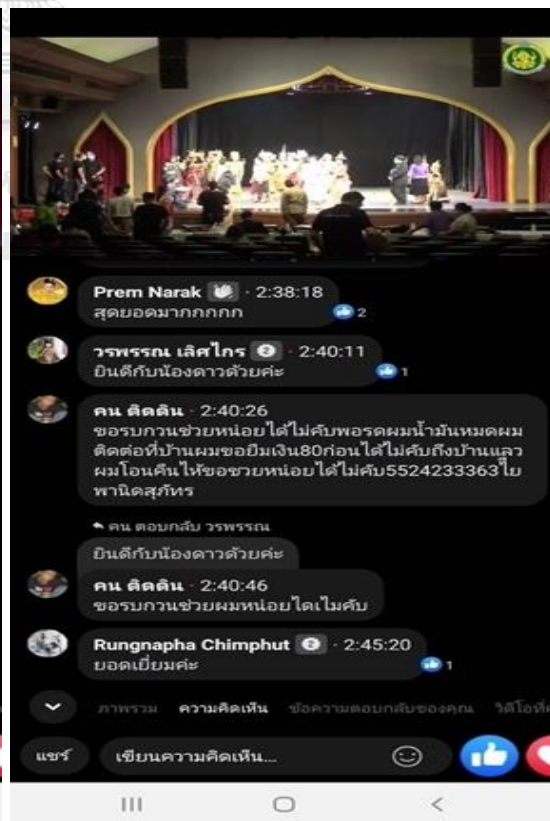 Prem Narak · 2:38:18
สุดยอดมากกกกก
2
วรพรรณ เลิศไกร · 2:40:11
ยินดีกับน้องดาวด้วยค่ะ
1
คน ติดดิน · 2:40:26
ขอรบกวนช่วยหน่อยได้ไม่คับพอรดผมน้ำมันหมดผม
ติดต่อที่บ้านผมขอยืมเงิน80ก่อนได้ไม่คับถึงบ้านแลว
ผมโอนคืนไห้ขอชวยหน่อยได้ไม่คับ5524233363ไย
พานิดสุภัทร
คน ตอบกลับ วรพรรณ
ยินดีกับน้องดาวด้วยค่ะ
คน ติดดิน · 2:40:46
ขอรบกวนช่วยผมหน่อยไดเไมคับ
Rungnapha Chimphut · 2:45:20
ยอดเยี่ยมค่ะ
1
ภาพรวม ความคิดเห็น ข้อความตอบกลับของคุณ วิดีโอที่
แชร์ เขียนความคิดเห็น...